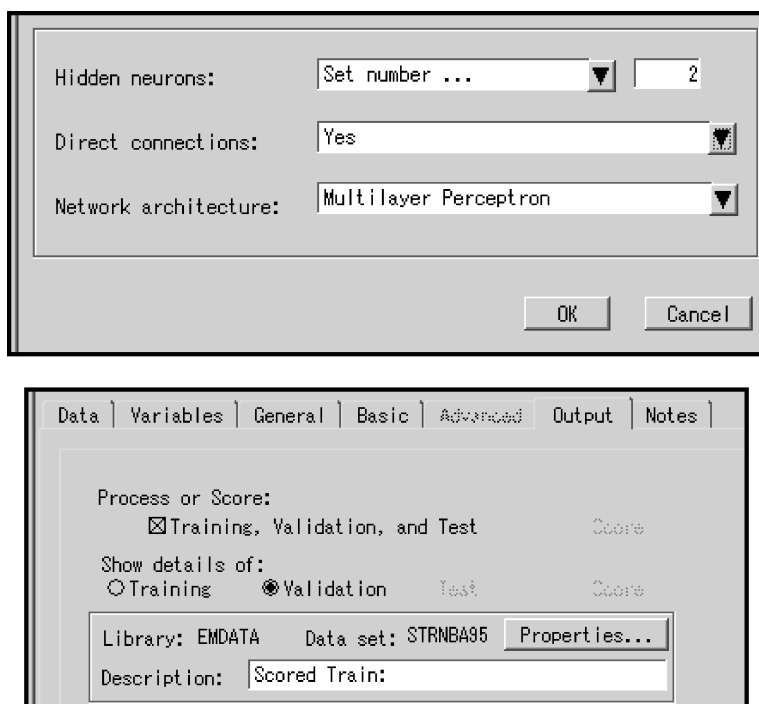 Hidden neurons: Set number ... 2
Direct connections: Yes
Network architecture: Multilayer Perceptron
OK Cancel
Data Variables General Basic Advanced Output Notes
Process or Score:
Training, Validation, and Test Score
Show details of:
Training Validation Test Score
Library: EMDATA Data set: STRNBA95 Properties...
Description: Scored Train: